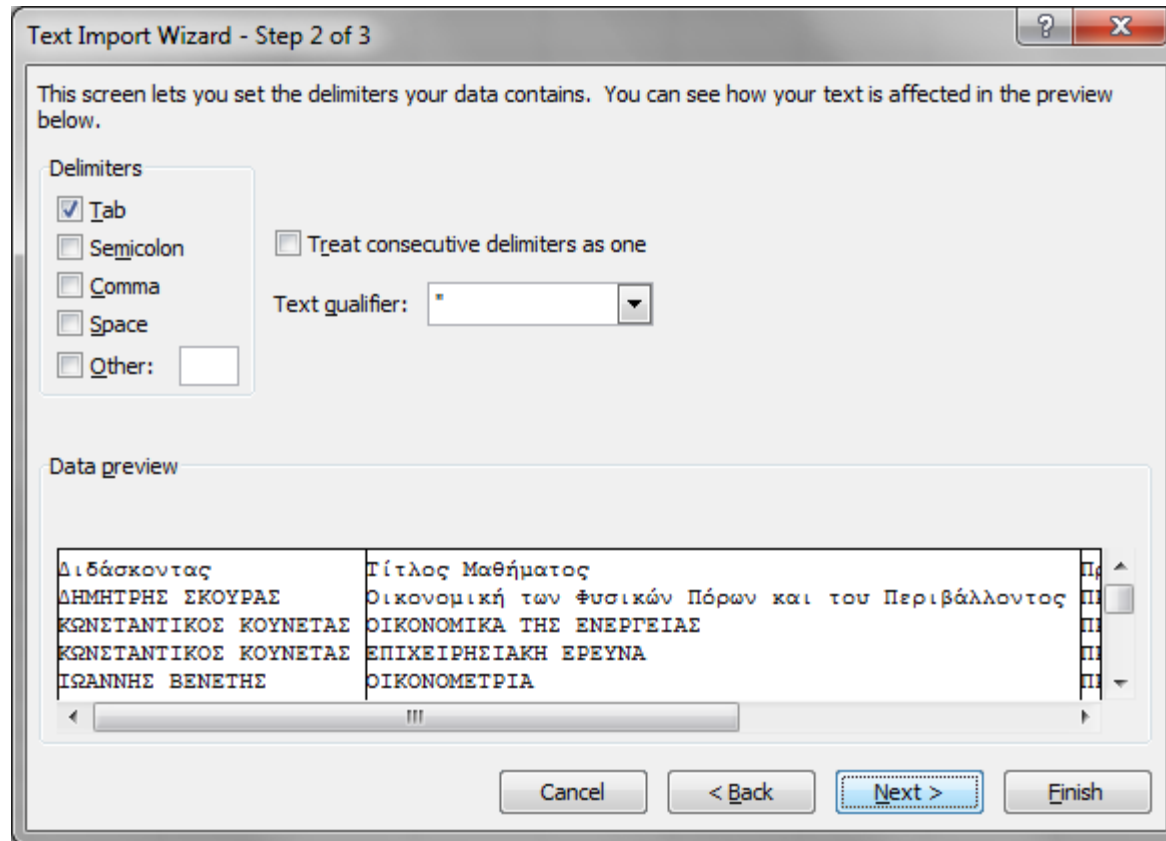 Text Import Wizard - Step 2 of 3
This screen lets you set the delimiters your data contains. You can see how your text is affected in the preview
below.
Delimiters
Tab
Semicolon
Treat consecutive delimiters as one
Comma
Text qualifier: "
Space
Other:
Data preview
Διδάσκοντας Τίτλος Μαθήματος
ΔΗΜΗΤΡΗΣ ΣΚΟΥΡΑΣ Οικονομική των Φυσικών Πόρων και του Περιβάλλοντος
ΚΩΝΣΤΑΝΤΙΚΟΣ ΚΟΥΝΕΤΑΣ ΟΙΚΟΝΟΜΙΚΑ ΤΗΣ ΕΝΕΡΓΕΙΑΣ
ΚΩΝΣΤΑΝΤΙΚΟΣ ΚΟΥΝΕΤΑΣ ΕΠΙΧΕΙΡΗΣΙΑΚΗ ΕΡΕΥΝΑ
ΙΩΑΝΝΗΣ ΒΕΝΕΤΗΣ ΟΙΚΟΝΟΜΕΤΡΙΑ
Cancel < Back Next > Finish